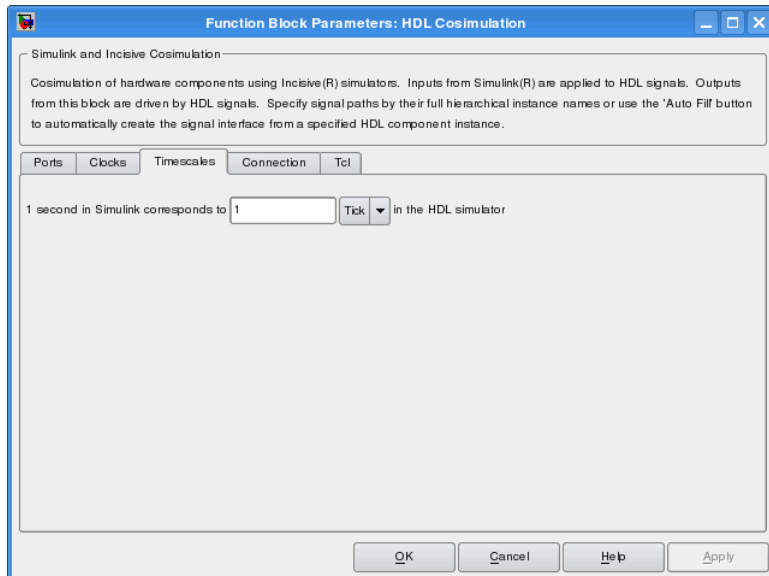 Function Block Parameters: HDL Cosimulation
Simulink and Incisive Cosimulation
Cosimulation of hardware components using Incisive(R) simulators. Inputs from Simulink(R) are applied to HDL signals. Outputs
from this block are driven by HDL signals. Specify signal paths by their full hierarchical instance names or use the 'Auto Fill' button
to automatically create the signal interface from a specified HDL component instance.
Ports Clocks Timescales Connection Tcl
1 second in Simulink corresponds to 1 Tick in the HDL simulator
OK Cancel Help Apply